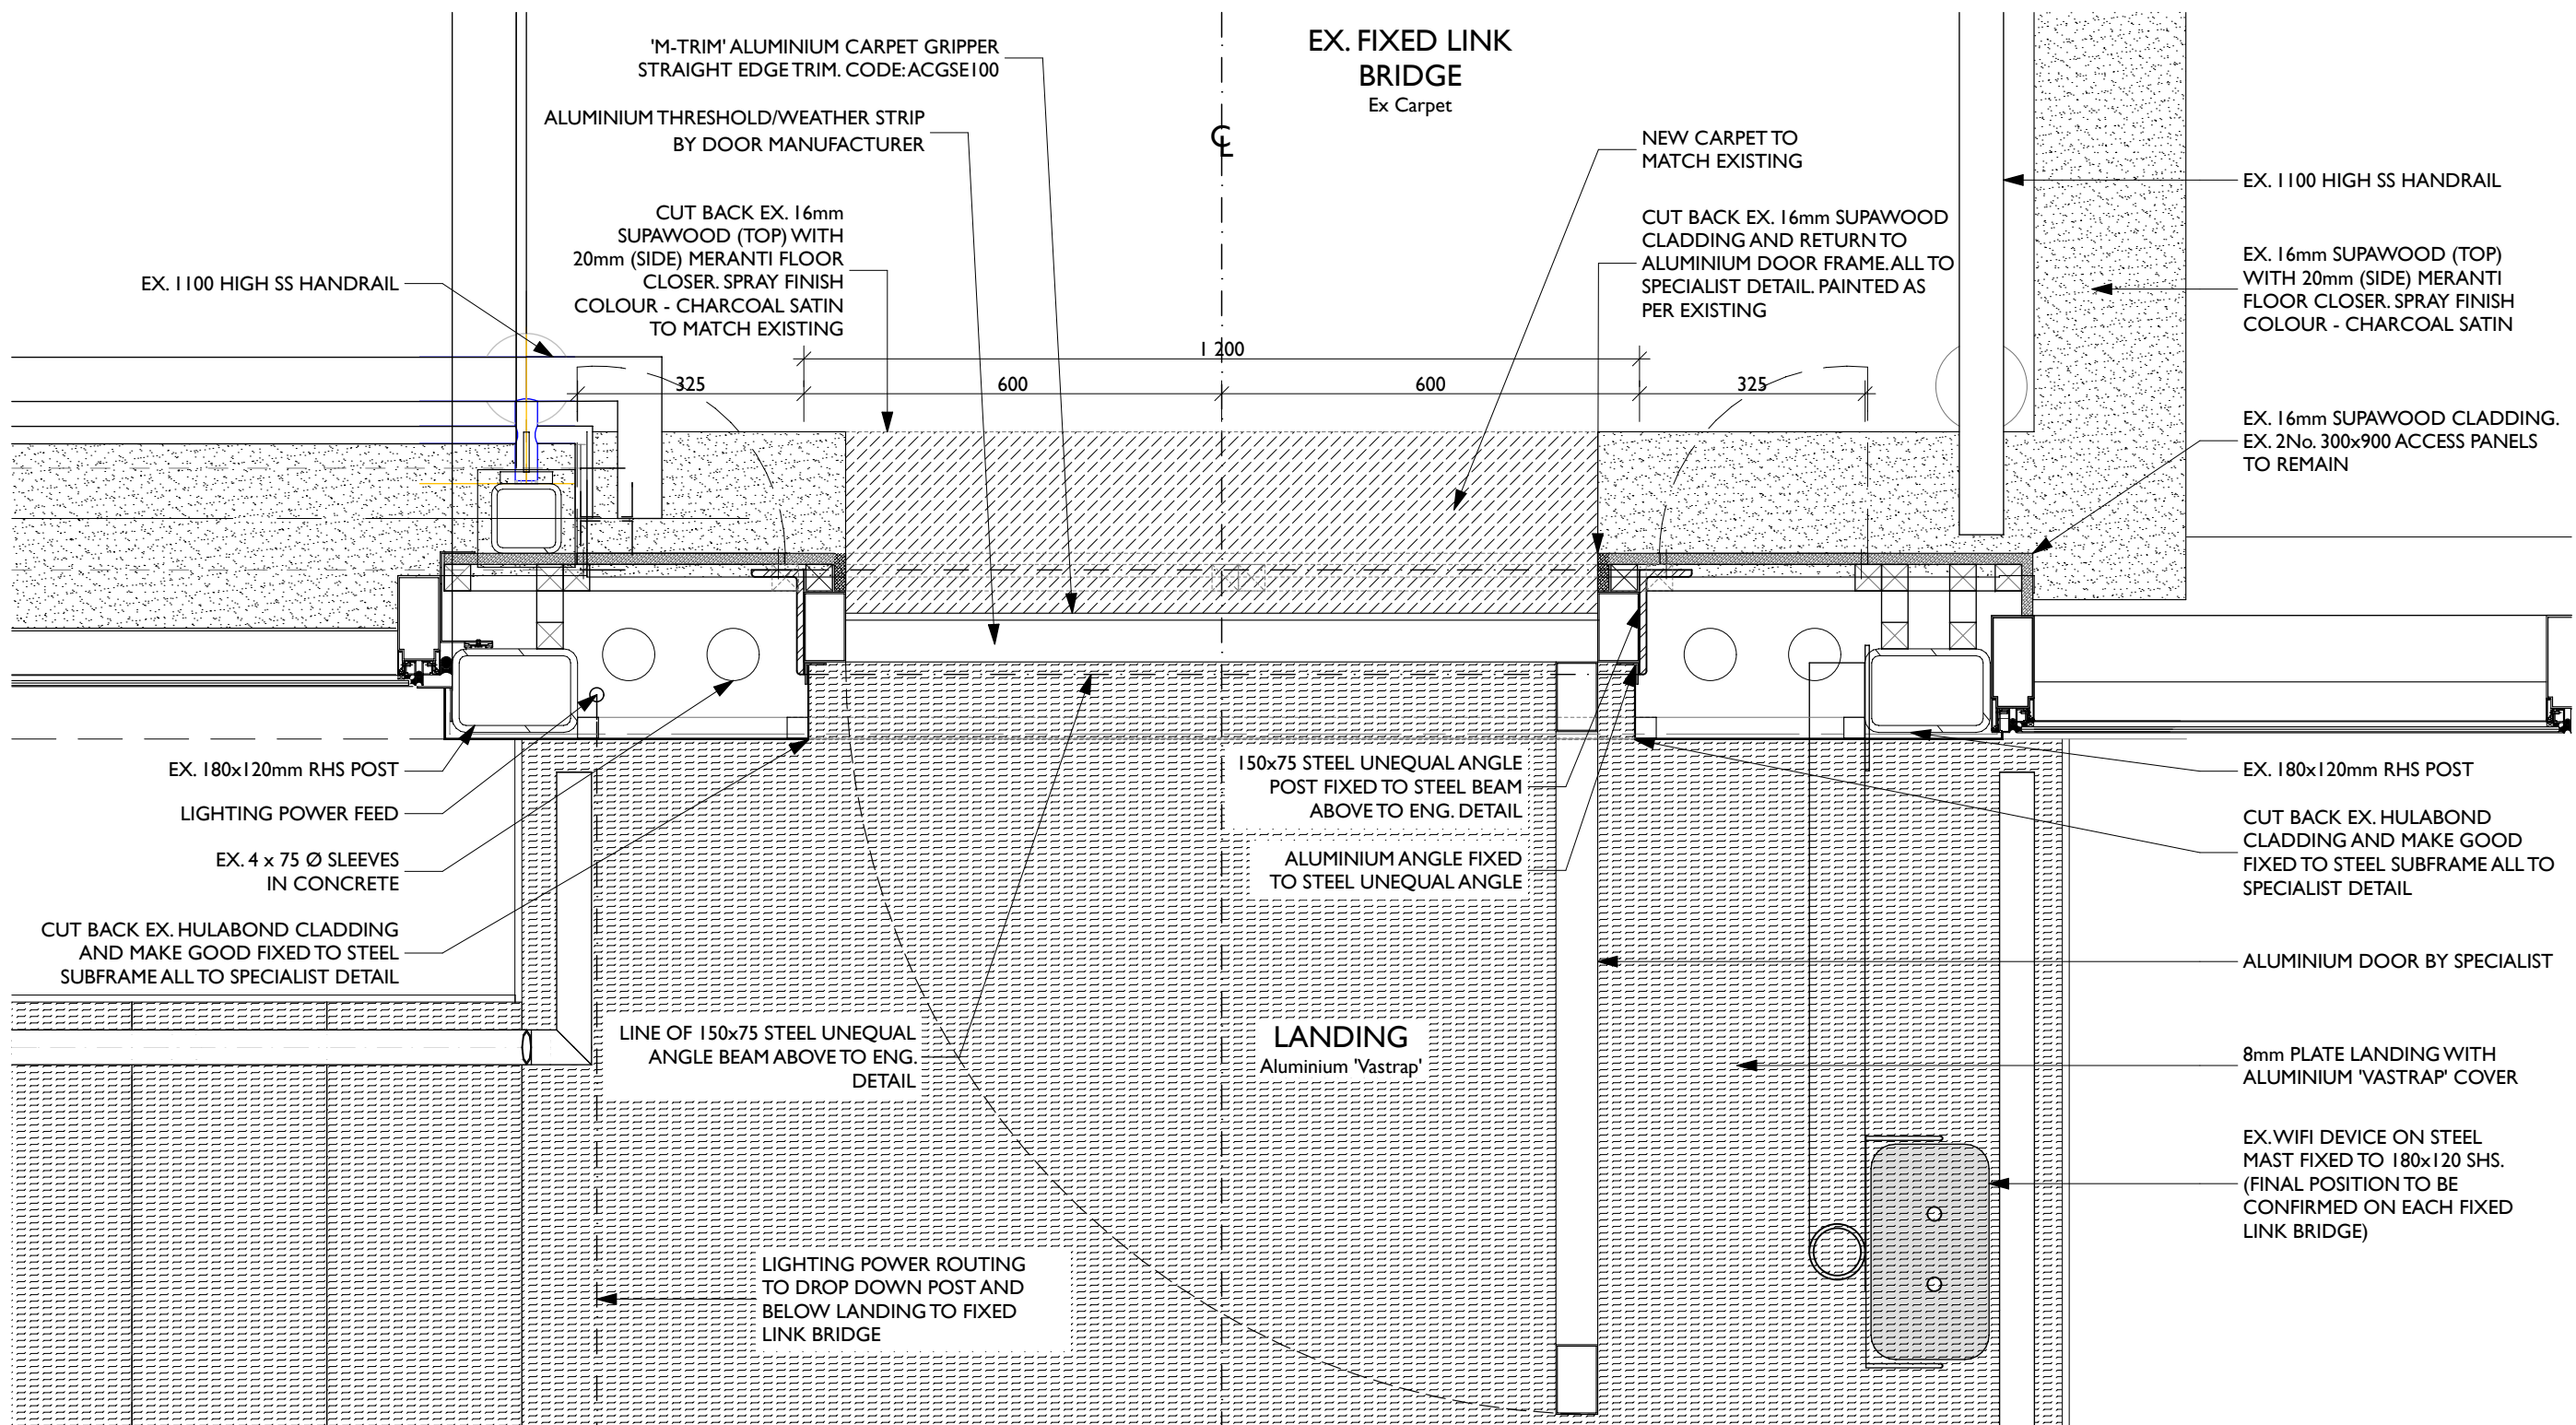 'M-TRIM' ALUMINIUM CARPET GRIPPER
STRAIGHT EDGE TRIM. CODE: ACGSE100
ALUMINIUM THRESHOLD/WEATHER STRIP
BY DOOR MANUFACTURER
CUT BACK EX. 16mm
SUPAWOOD (TOP) WITH
20mm (SIDE) MERANTI FLOOR
CLOSER. SPRAY FINISH
COLOUR - CHARCOAL SATIN
TO MATCH EXISTING
EX. 1100 HIGH SS HANDRAIL
EX. FIXED LINK
BRIDGE
Ex Carpet
CL
NEW CARPET TO
MATCH EXISTING
CUT BACK EX. 16mm SUPAWOOD
CLADDING AND RETURN TO
ALUMINIUM DOOR FRAME. ALL TO
SPECIALIST DETAIL. PAINTED AS
PER EXISTING
EX. 1100 HIGH SS HANDRAIL
EX. 16mm SUPAWOOD (TOP)
WITH 20mm (SIDE) MERANTI
FLOOR CLOSER. SPRAY FINISH
COLOUR - CHARCOAL SATIN
EX. 16mm SUPAWOOD CLADDING.
EX. 2No. 300x900 ACCESS PANELS
TO REMAIN
1 200
325
600
600
325
EX. 180x120mm RHS POST
LIGHTING POWER FEED
EX. 4 x 75 Ø SLEEVES
IN CONCRETE
CUT BACK EX. HULABOND CLADDING
AND MAKE GOOD FIXED TO STEEL
SUBFRAME ALL TO SPECIALIST DETAIL
LINE OF 150x75 STEEL UNEQUAL
ANGLE BEAM ABOVE TO ENG.
DETAIL
LIGHTING POWER ROUTING
TO DROP DOWN POST AND
BELOW LANDING TO FIXED
LINK BRIDGE
150x75 STEEL UNEQUAL ANGLE
POST FIXED TO STEEL BEAM
ABOVE TO ENG. DETAIL
ALUMINIUM ANGLE FIXED
TO STEEL UNEQUAL ANGLE
LANDING
Aluminium 'Vastrap'
EX. 180x120mm RHS POST
CUT BACK EX. HULABOND
CLADDING AND MAKE GOOD
FIXED TO STEEL SUBFRAME ALL TO
SPECIALIST DETAIL
ALUMINIUM DOOR BY SPECIALIST
8mm PLATE LANDING WITH
ALUMINIUM 'VASTRAP' COVER
EX. WIFI DEVICE ON STEEL
MAST FIXED TO 180x120 SHS.
(FINAL POSITION TO BE
CONFIRMED ON EACH FIXED
LINK BRIDGE)